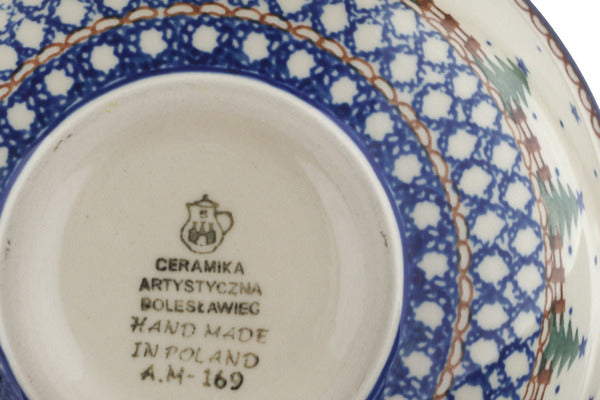 CERAMIKA
ARTYSTYCZNA
BOLESŁAWIEC
HAND MADE
IN POLAND
A.M-169